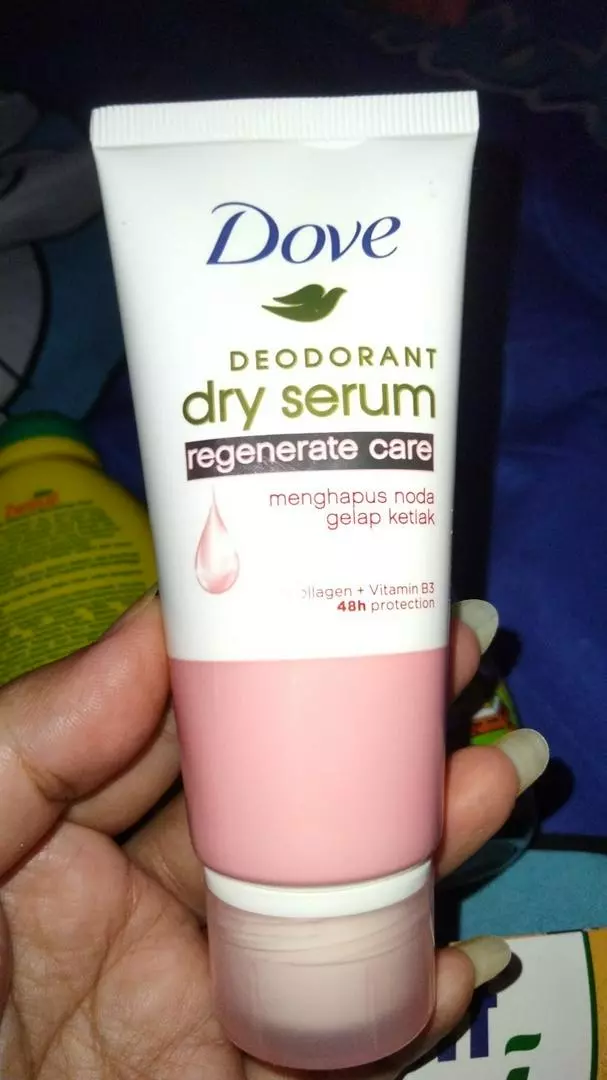 Dove
DEODORANT
dry serum
regenerate care
menghapus noda
gelap ketiak
+ Vitamin B3
48h protection